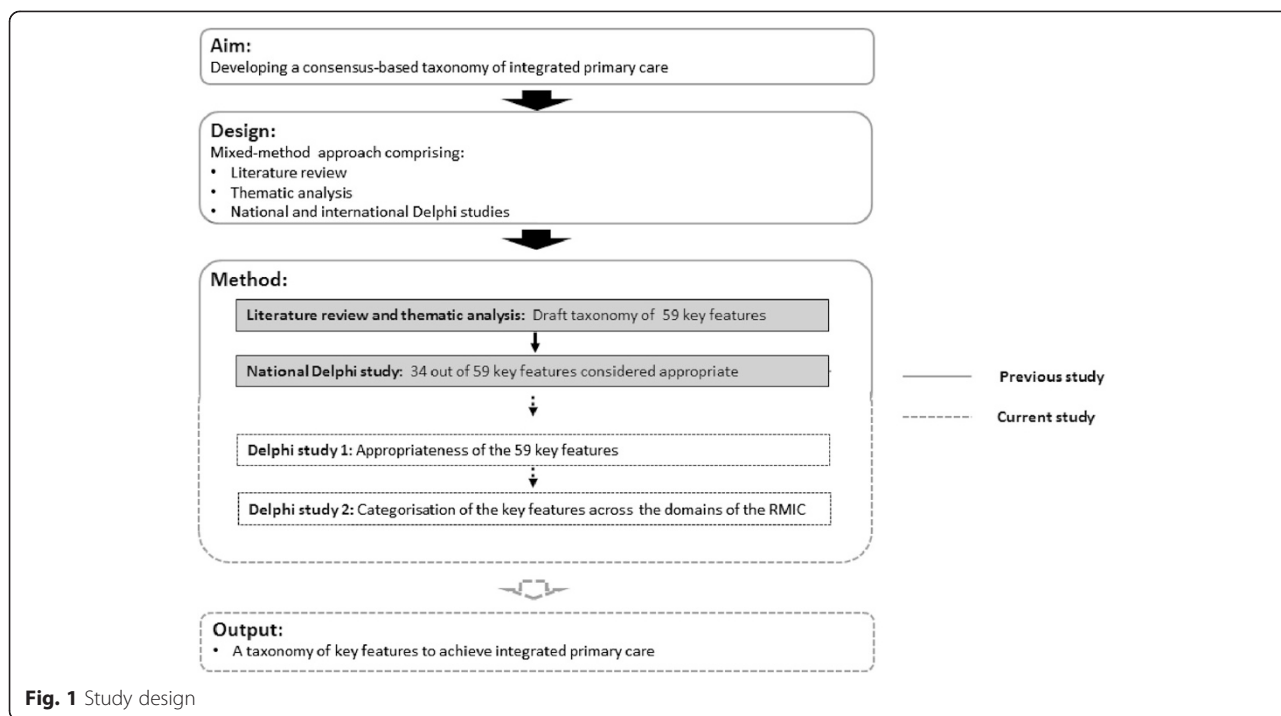 Aim:
Developing a consensus-based taxonomy of integrated primary care
Design:
Mixed-method approach comprising:
• Literature review
• Thematic analysis
• National and international Delphi studies
Method:
Literature review and thematic analysis: Draft taxonomy of 59 key features
National Delphi study: 34 out of 59 key features considered appropriate
Delphi study 1: Appropriateness of the 59 key features
Delphi study 2: Categorisation of the key features across the domains of the RMIC
Previous study
Current study
Output:
• A taxonomy of key features to achieve integrated primary care
Fig. 1 Study design